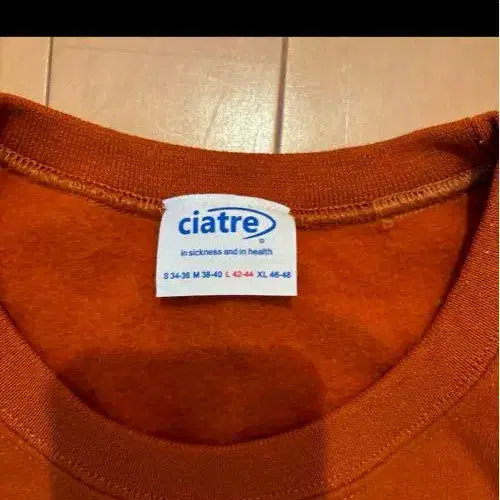 ciatre
in sickness and in health
S 34-36 M 38-40 L 42-44 XL 46-48